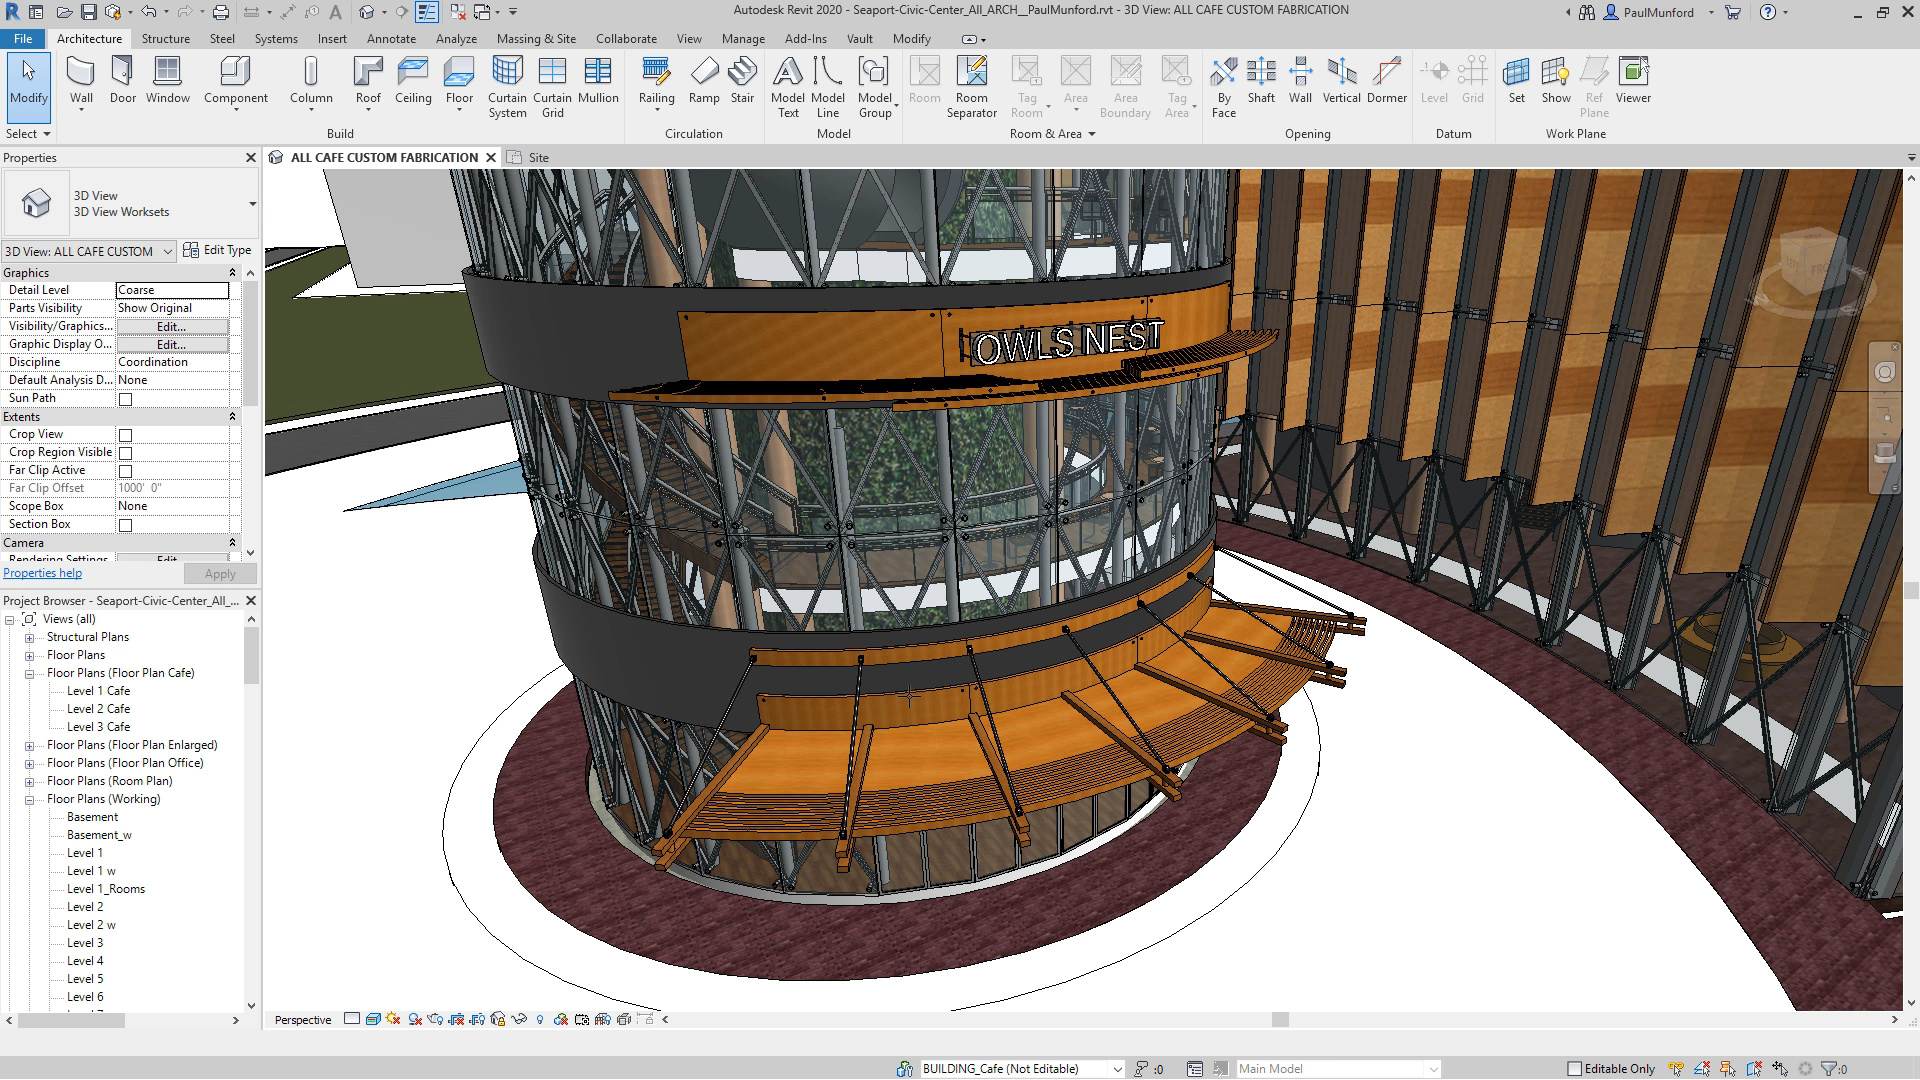 Autodesk Revit 2020 - Seaport-Civic-Center_All_ARCH__PaulMunford.rvt - 3D View: ALL CAFE CUSTOM FABRICATION
PaulMunford
File Architecture Structure Steel Systems Insert Annotate Analyze Massing & Site Collaborate View Manage Add-Ins Vault Modify
Modify Wall Door Window Component Column Roof Ceiling Floor Curtain System Curtain Grid Mullion Railing Ramp Stair Model Text Model Line Model Group Room Room Separator Tag Room Area Area Boundary Tag Area By Face Shaft Wall Vertical Dormer Level Grid Set Show Ref Plane Viewer
Select Build Circulation Model Room & Area Opening Datum Work Plane
Properties
ALL CAFE CUSTOM FABRICATION Site
3D View
3D View Worksets
3D View: ALL CAFE CUSTOM Edit Type
Graphics
Detail Level Coarse
Parts Visibility Show Original
Visibility/Graphics... Edit...
Graphic Display O... Edit...
Discipline Coordination
Default Analysis D... None
Sun Path
Extents
Crop View
Crop Region Visible
Far Clip Active
Far Clip Offset 1000' 0"
Scope Box None
Section Box
Camera
Rendering Settings Edit
Properties help Apply
Project Browser - Seaport-Civic-Center_All_...
Views (all)
Structural Plans
Floor Plans
Floor Plans (Floor Plan Cafe)
Level 1 Cafe
Level 2 Cafe
Level 3 Cafe
Floor Plans (Floor Plan Enlarged)
Floor Plans (Floor Plan Office)
Floor Plans (Room Plan)
Floor Plans (Working)
Basement
Basement_w
Level 1
Level 1 w
Level 1_Rooms
Level 2
Level 2 w
Level 3
Level 4
Level 5
Level 6
OWLS NEST
Perspective
BUILDING_Cafe (Not Editable) :0 Main Model Editable Only :0